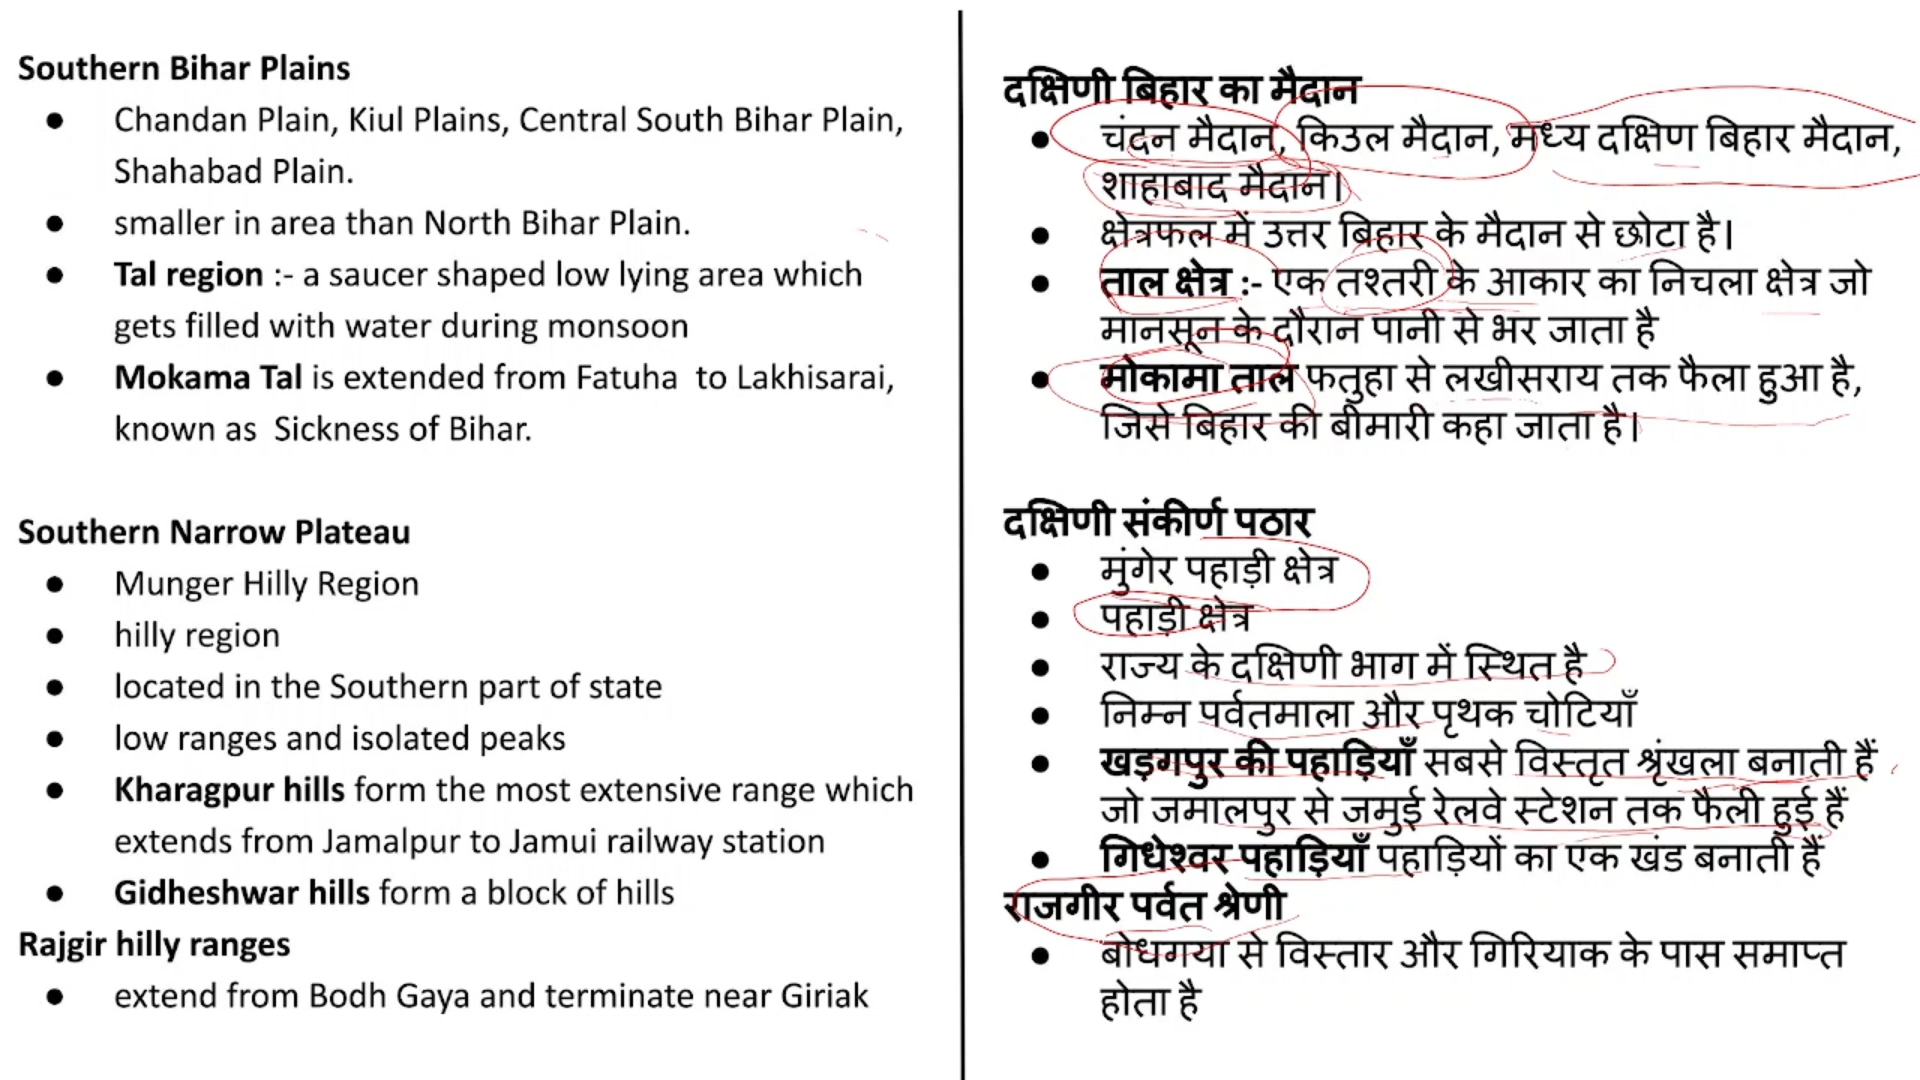 Southern Bihar Plains
● Chandan Plain, Kiul Plains, Central South Bihar Plain,
Shahabad Plain.
● smaller in area than North Bihar Plain.
● Tal region :- a saucer shaped low lying area which
gets filled with water during monsoon
● Mokama Tal is extended from Fatuha to Lakhisarai,
known as Sickness of Bihar.
Southern Narrow Plateau
● Munger Hilly Region
● hilly region
● located in the Southern part of state
● low ranges and isolated peaks
● Kharagpur hills form the most extensive range which
extends from Jamalpur to Jamui railway station
● Gidheshwar hills form a block of hills
Rajgir hilly ranges
● extend from Bodh Gaya and terminate near Giriak
दक्षिणी बिहार का मैदान
● चंदन मैदान, किउल मैदान, मध्य दक्षिण बिहार मैदान,
शाहाबाद मैदान।
● क्षेत्रफल में उत्तर बिहार के मैदान से छोटा है।
● ताल क्षेत्र :- एक तश्तरी के आकार का निचला क्षेत्र जो
मानसून के दौरान पानी से भर जाता है
● मोकामा ताल फतुहा से लखीसराय तक फैला हुआ है,
जिसे बिहार की बीमारी कहा जाता है।
दक्षिणी संकीर्ण पठार
● मुंगेर पहाड़ी क्षेत्र
● पहाड़ी क्षेत्र
● राज्य के दक्षिणी भाग में स्थित है
● निम्न पर्वतमाला और पृथक चोटियाँ
● खड़गपुर की पहाड़ियाँ सबसे विस्तृत श्रृंखला बनाती हैं
जो जमालपुर से जमुई रेलवे स्टेशन तक फैली हुई हैं
● गिधेश्वर पहाड़ियाँ पहाड़ियों का एक खंड बनाती हैं
राजगीर पर्वत श्रेणी
● बोधगया से विस्तार और गिरियाक के पास समाप्त
होता है